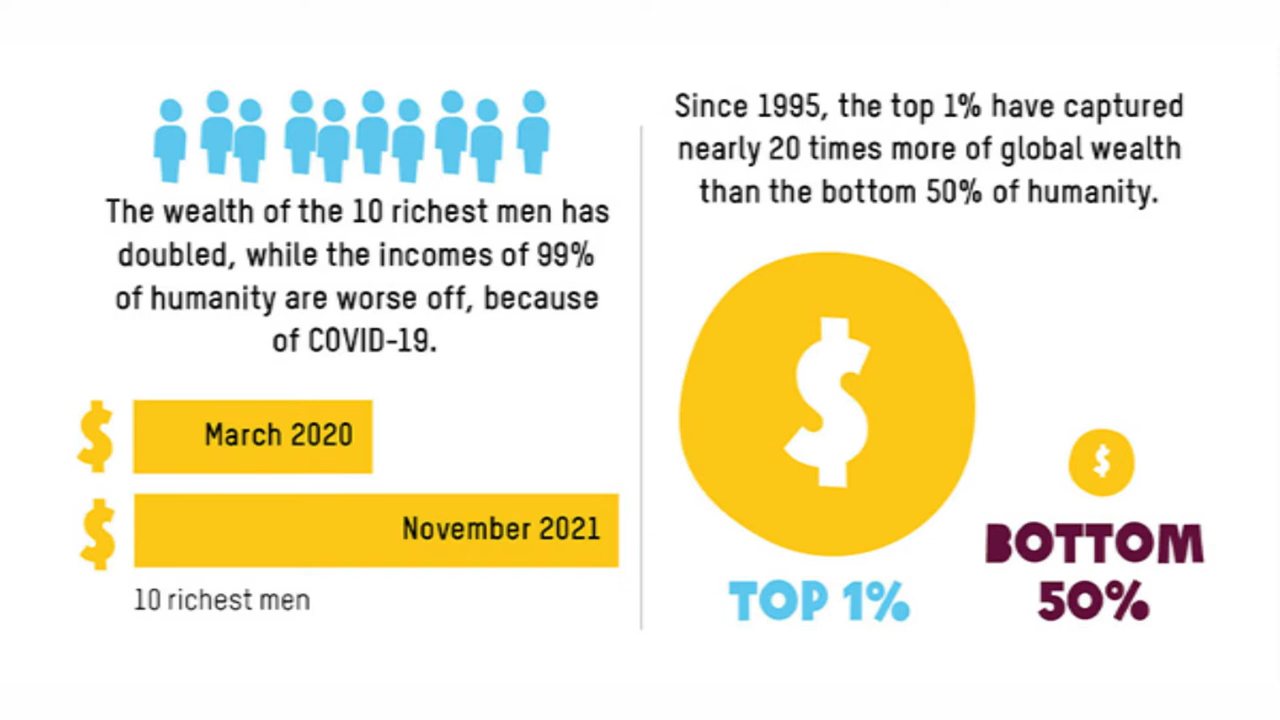 The wealth of the 10 richest men has
doubled, while the incomes of 99%
of humanity are worse off, because
of COVID-19.
$ March 2020
$ November 2021
10 richest men
Since 1995, the top 1% have captured
nearly 20 times more of global wealth
than the bottom 50% of humanity.
$
$
TOP 1%
BOTTOM
50%